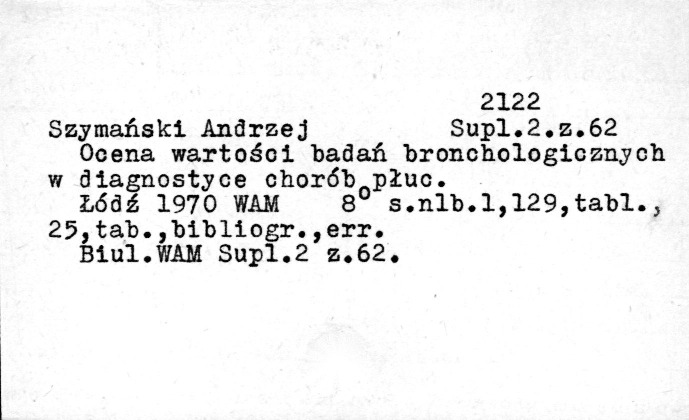 2122
Szymański Andrzej Supl.2.z.62
Ocena wartości badań bronchologicznych
w diagnostyce chorób płuc.
Łódź 1970 WAM 8° s.nlb.1,129,tabl.,
25,tab.,bibliogr.,err.
Biul.WAM Supl.2 z.62.